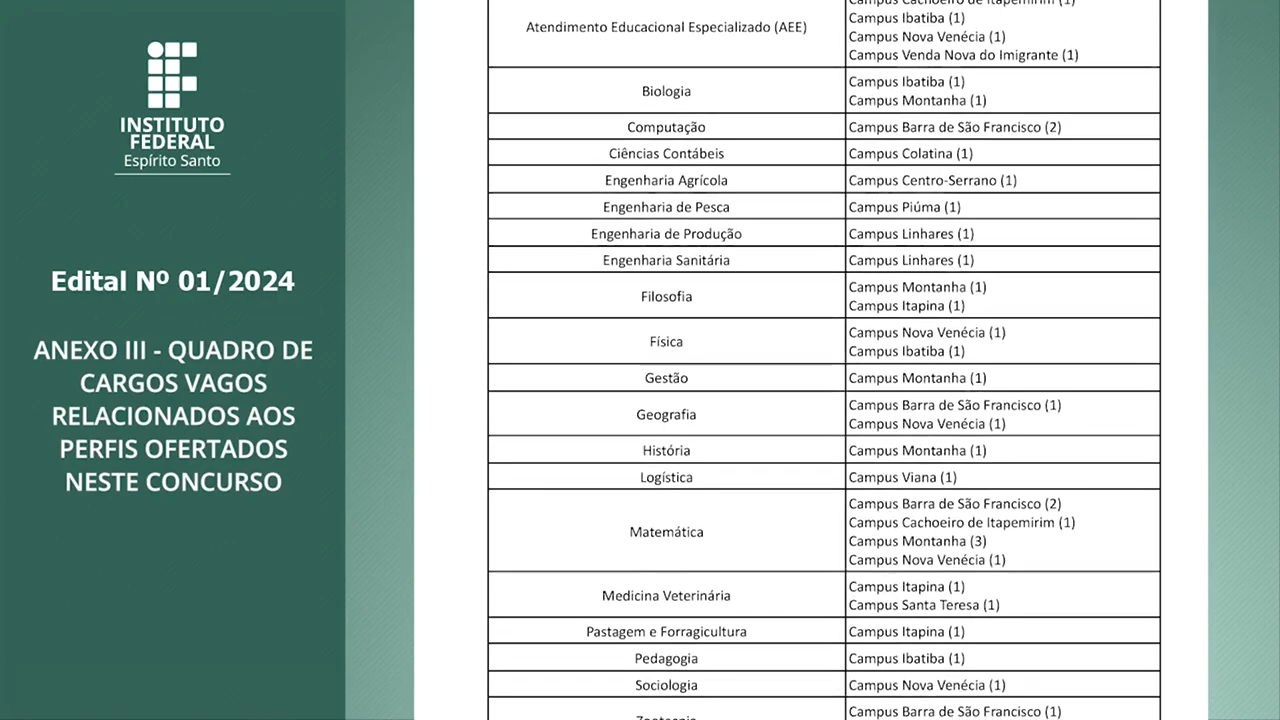 INSTITUTO
FEDERAL
Espírito Santo
Edital Nº 01/2024
ANEXO III - QUADRO DE
CARGOS VAGOS
RELACIONADOS AOS
PERFIS OFERTADOS
NESTE CONCURSO
Campus Cachoeiro de Itapemirim (1)
Atendimento Educacional Especializado (AEE)
Campus Ibatiba (1)
Campus Nova Venécia (1)
Campus Venda Nova do Imigrante (1)
Biologia
Campus Ibatiba (1)
Campus Montanha (1)
Computação
Campus Barra de São Francisco (2)
Ciências Contábeis
Campus Colatina (1)
Engenharia Agrícola
Campus Centro-Serrano (1)
Engenharia de Pesca
Campus Piúma (1)
Engenharia de Produção
Campus Linhares (1)
Engenharia Sanitária
Campus Linhares (1)
Filosofia
Campus Montanha (1)
Campus Itapina (1)
Física
Campus Nova Venécia (1)
Campus Ibatiba (1)
Gestão
Campus Montanha (1)
Geografia
Campus Barra de São Francisco (1)
Campus Nova Venécia (1)
História
Campus Montanha (1)
Logística
Campus Viana (1)
Matemática
Campus Barra de São Francisco (2)
Campus Cachoeiro de Itapemirim (1)
Campus Montanha (3)
Campus Nova Venécia (1)
Medicina Veterinária
Campus Itapina (1)
Campus Santa Teresa (1)
Pastagem e Forragicultura
Campus Itapina (1)
Pedagogia
Campus Ibatiba (1)
Sociologia
Campus Nova Venécia (1)
Zootecnia
Campus Barra de São Francisco (1)